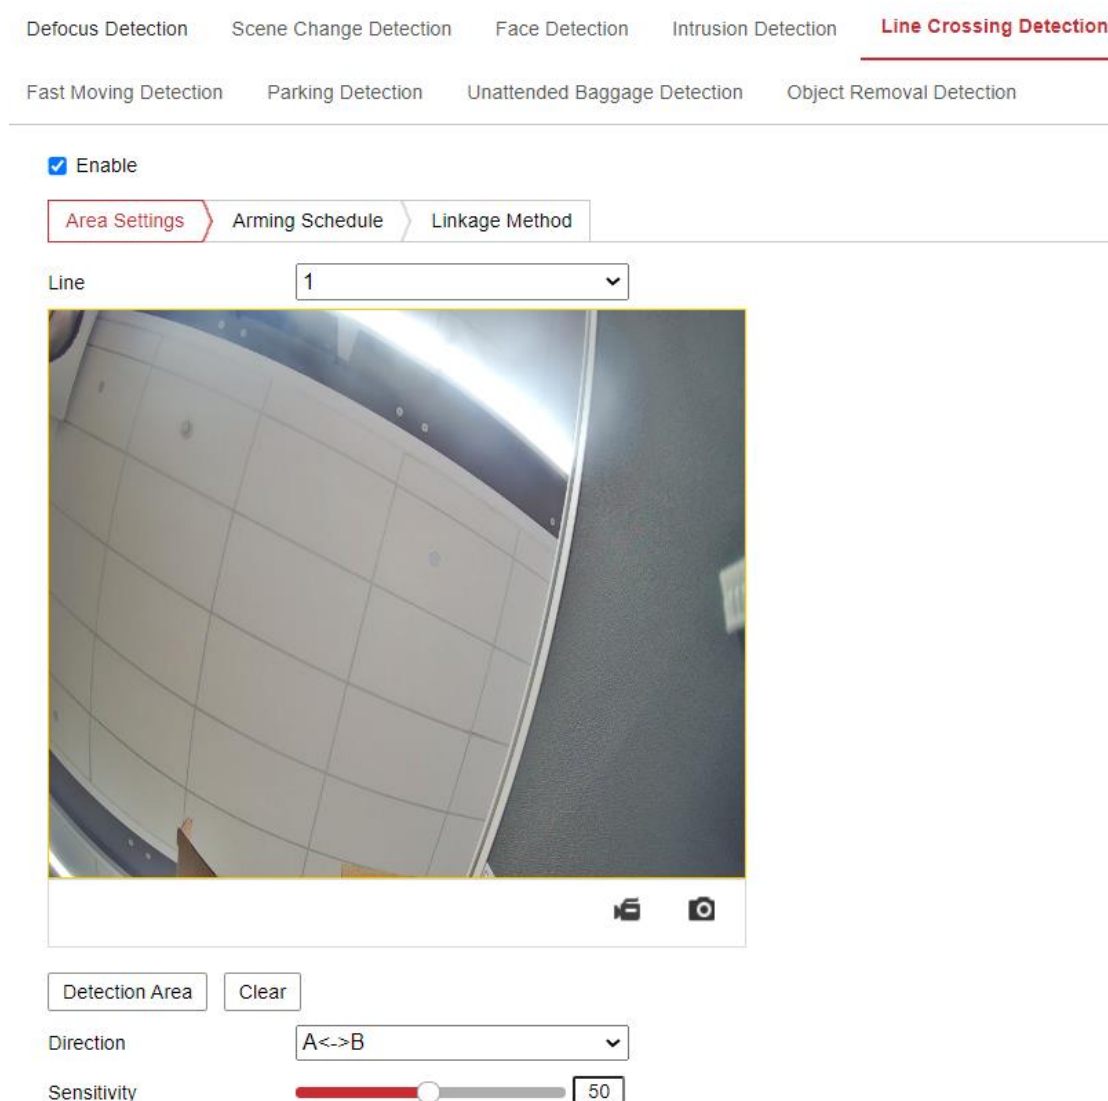 Defocus Detection Scene Change Detection Face Detection Intrusion Detection Line Crossing Detection
Fast Moving Detection Parking Detection Unattended Baggage Detection Object Removal Detection
Enable
Area Settings Arming Schedule Linkage Method
Line 1
Detection Area Clear
Direction A<->B
Sensitivity 50